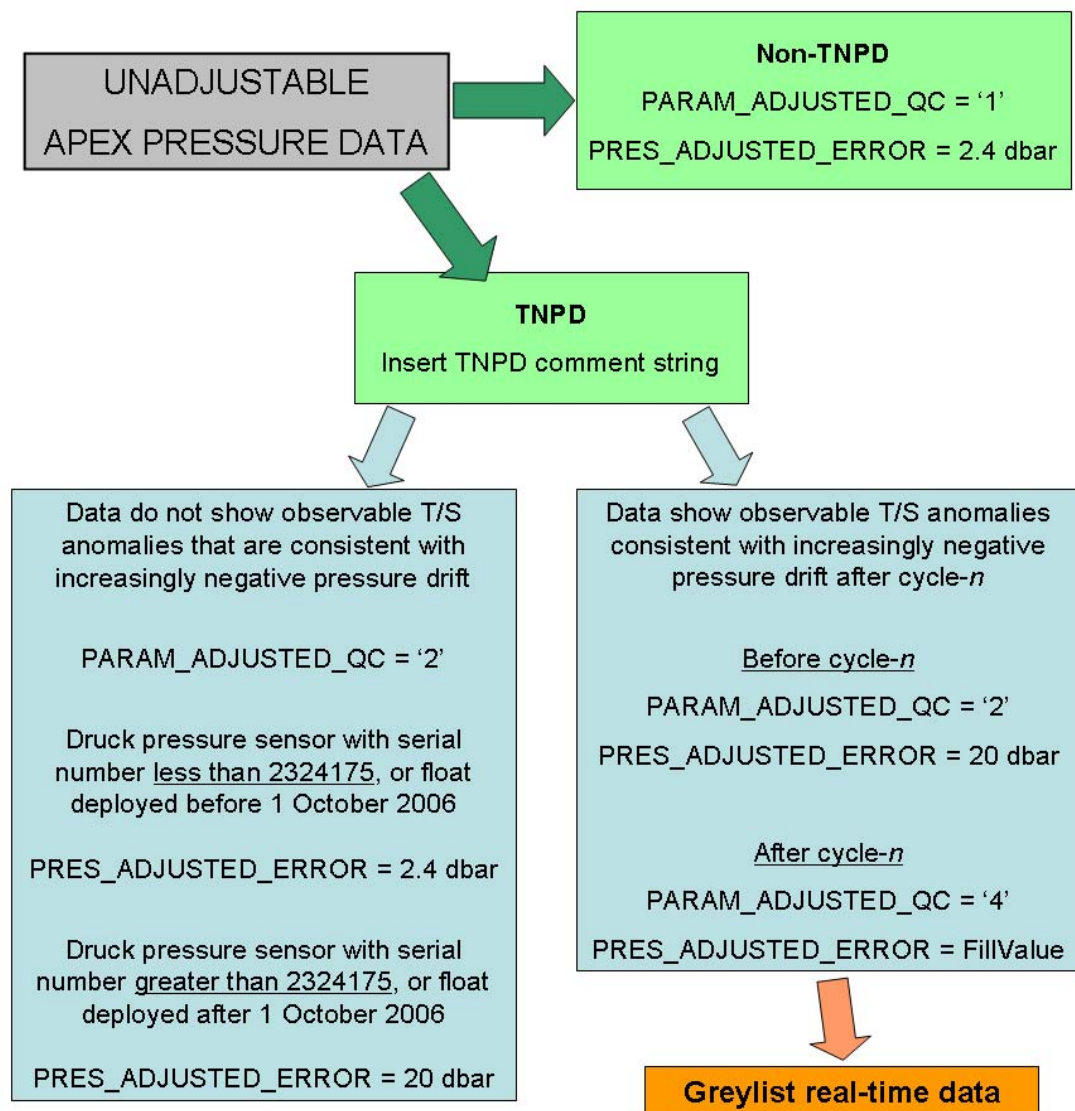 UNADJUSTABLE
APEX PRESSURE DATA
Non-TNPD
PARAM_ADJUSTED_QC = ‘1’
PRES_ADJUSTED_ERROR = 2.4 dbar
TNPD
Insert TNPD comment string
Data do not show observable T/S
anomalies that are consistent with
increasingly negative pressure drift
PARAM_ADJUSTED_QC = ‘2’
Druck pressure sensor with serial
number less than 2324175, or float
deployed before 1 October 2006
PRES_ADJUSTED_ERROR = 2.4 dbar
Druck pressure sensor with serial
number greater than 2324175, or float
deployed after 1 October 2006
PRES_ADJUSTED_ERROR = 20 dbar
Data show observable T/S anomalies
consistent with increasingly negative
pressure drift after cycle-n
Before cycle-n
PARAM_ADJUSTED_QC = ‘2’
PRES_ADJUSTED_ERROR = 20 dbar
After cycle-n
PARAM_ADJUSTED_QC = ‘4’
PRES_ADJUSTED_ERROR = FillValue
Greylist real-time data